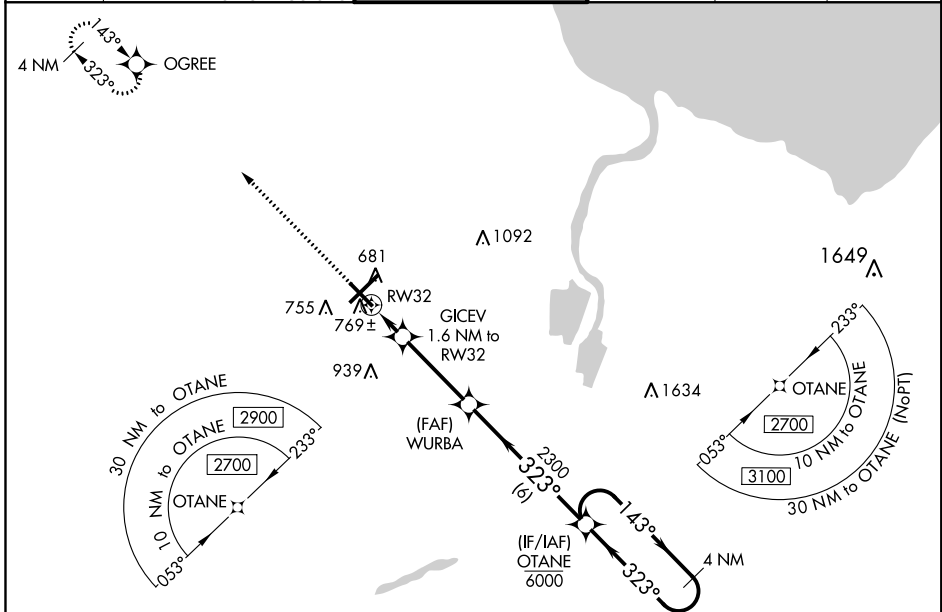 143°
4 NM
323°
OGREE
1092
681
RW32
755
769±
GICEV
1.6 NM to
RW32
939
1649
1634
(FAF)
WURBA
2300
323°
(6)
(IF/IAF)
OTANE
6000
143°
323°
4 NM
30 NM to OTANE
2900
10 NM to OTANE
2700
233°
OTANE
053°
233°
OTANE
2700
10 NM to OTANE
053°
3100
30 NM to OTANE (NoPT)